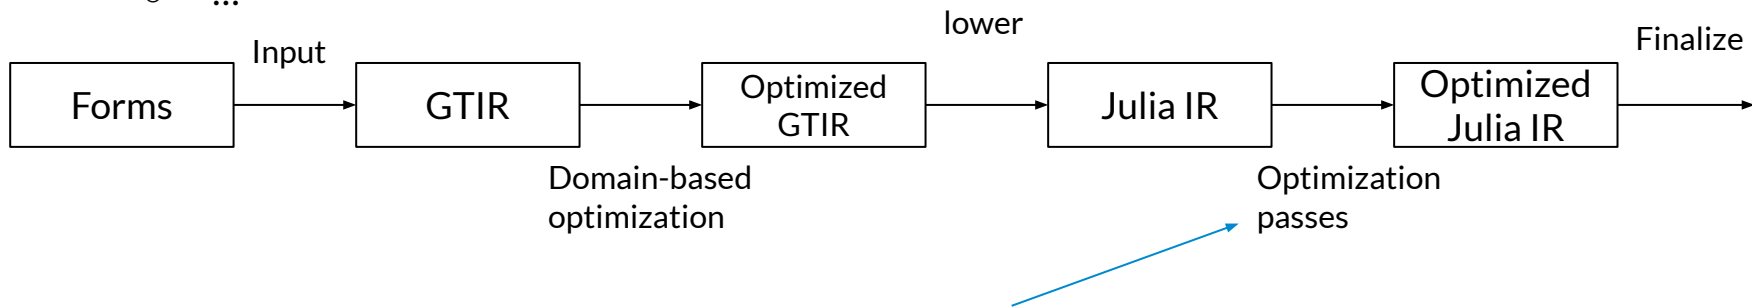 ...
lower
Input
Finalize
Forms
GTIR
Optimized
GTIR
Julia IR
Optimized
Julia IR
Domain-based
optimization
Optimization
passes